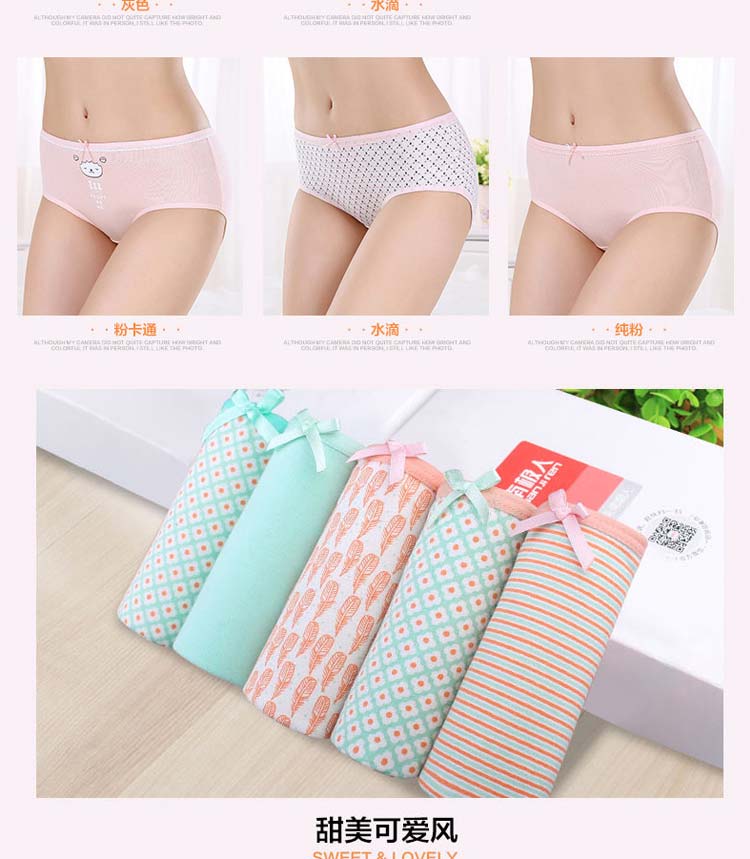 · · 灰色 · ·
· · 水滴 · ·
ALTHOUGH MY CAMERA DID NOT QUITE CAPTURE HOW BRIGHT AND
COLORFUL IT WAS IN PERSON, I STILL LIKE THE PHOTO.
ALTHOUGH MY CAMERA DID NOT QUITE CAPTURE HOW BRIGHT AND
COLORFUL IT WAS IN PERSON, I STILL LIKE THE PHOTO.
· · 粉卡通 · ·
· · 水滴 · ·
· · 纯粉 · ·
ALTHOUGH MY CAMERA DID NOT QUITE CAPTURE HOW BRIGHT AND
COLORFUL IT WAS IN PERSON, I STILL LIKE THE PHOTO.
ALTHOUGH MY CAMERA DID NOT QUITE CAPTURE HOW BRIGHT AND
COLORFUL IT WAS IN PERSON, I STILL LIKE THE PHOTO.
ALTHOUGH MY CAMERA DID NOT QUITE CAPTURE HOW BRIGHT AND
COLORFUL IT WAS IN PERSON, I STILL LIKE THE PHOTO.
甜美可爱风
SWEET & LOVELY